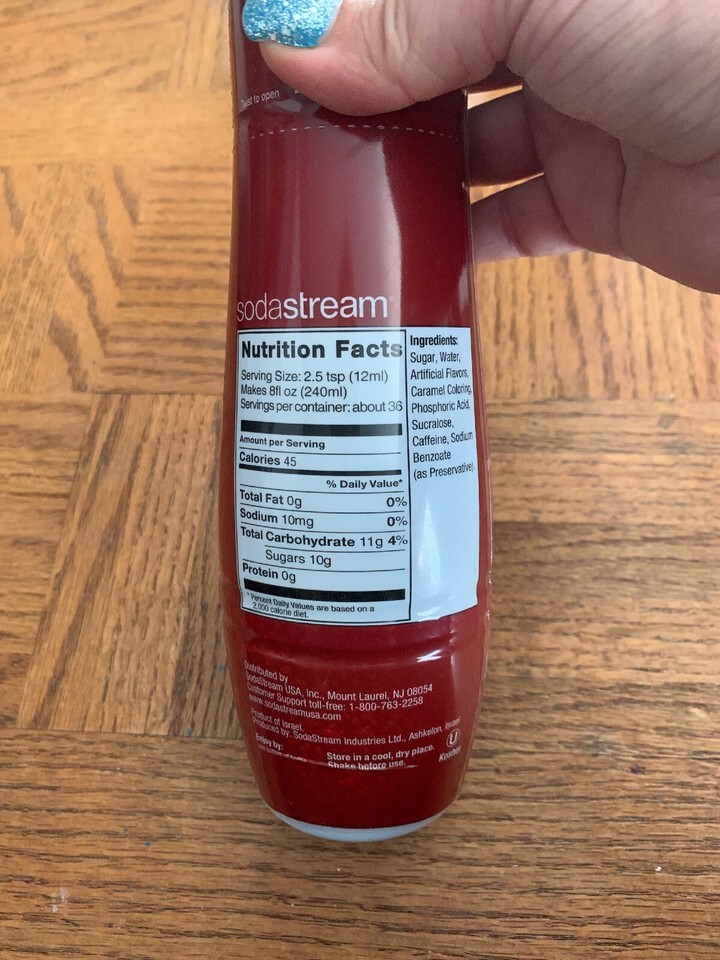 Twist to open
sodastream
Nutrition Facts
Serving Size: 2.5 tsp (12ml)
Makes 8fl oz (240ml)
Servings per container: about 36
Amount per Serving
Calories 45
% Daily Value*
Total Fat 0g 0%
Sodium 10mg 0%
Total Carbohydrate 11g 4%
Sugars 10g
Protein 0g
* Percent Daily Values are based on a
2,000 calorie diet.
Ingredients:
Sugar, Water,
Artificial Flavors,
Caramel Coloring,
Phosphoric Acid,
Sucralose,
Caffeine, Sodium
Benzoate
(as Preservative).
Distributed by
SodaStream USA, Inc., Mount Laurel, NJ 08054
Customer Support toll-free: 1-800-763-2258
www.sodastreamusa.com
Product of Israel
Produced by: SodaStream Industries Ltd., Ashkelon, Israel
Enjoy by:
Store in a cool, dry place.
Shake before use.
U
Kosher